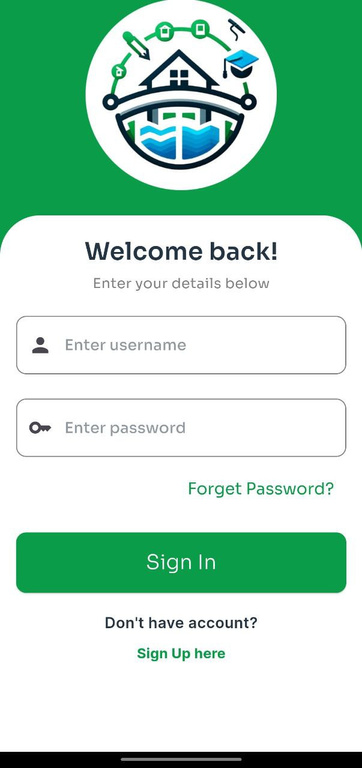 Welcome back!
Enter your details below
Enter username
Enter password
Forget Password?
Sign In
Don't have account?
Sign Up here